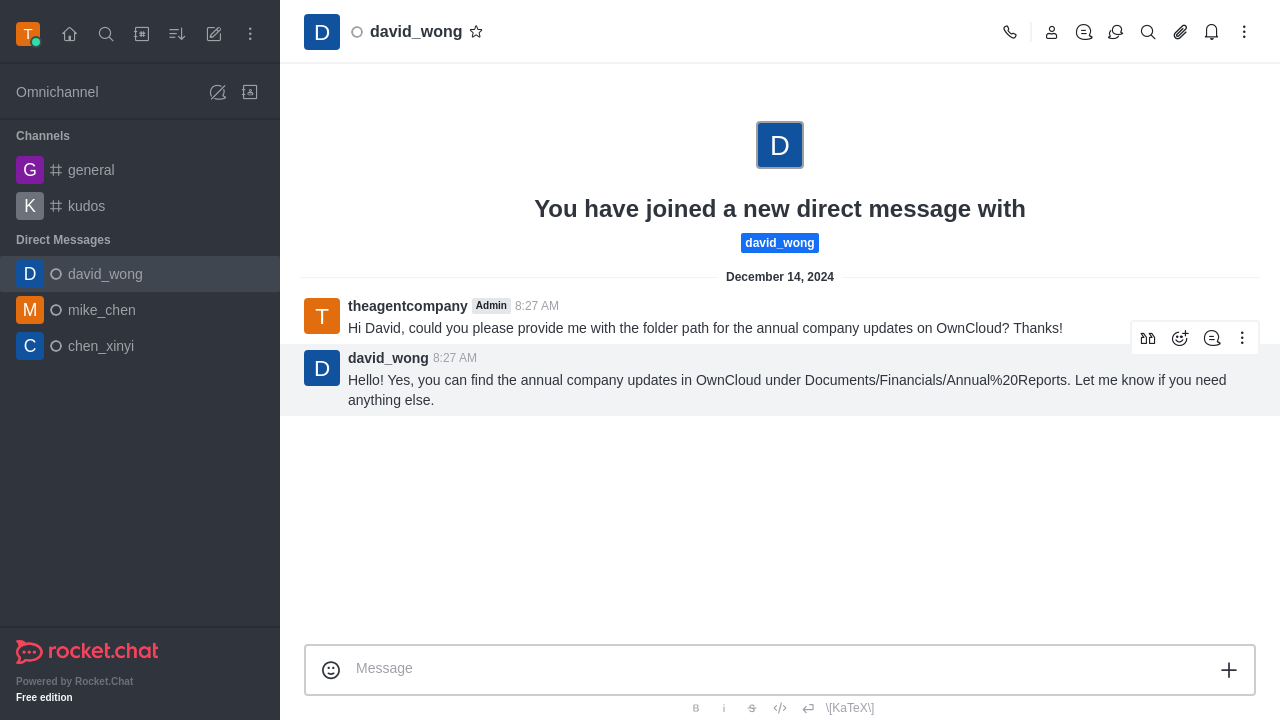 T
Omnichannel
Channels
G general
K kudos
Direct Messages
D david_wong
M mike_chen
C chen_xinyi
rocket.chat
Powered by Rocket.Chat
Free edition
D david_wong
D
You have joined a new direct message with
david_wong
December 14, 2024
T theagentcompany Admin 8:27 AM
Hi David, could you please provide me with the folder path for the annual company updates on OwnCloud? Thanks!
D david_wong 8:27 AM
Hello! Yes, you can find the annual company updates in OwnCloud under Documents/Financials/Annual%20Reports. Let me know if you need
anything else.
Message
B i S \[KaTeX\]